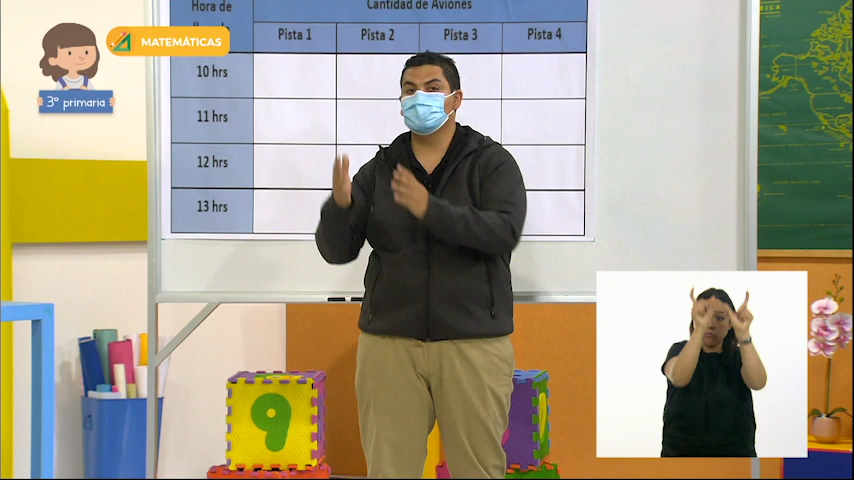 Hora de
Cantidad de Aviones
MATEMÁTICAS
Pista 1
Pista 2
Pista 3
Pista 4
3° primaria
10 hrs
11 hrs
12 hrs
13 hrs
9